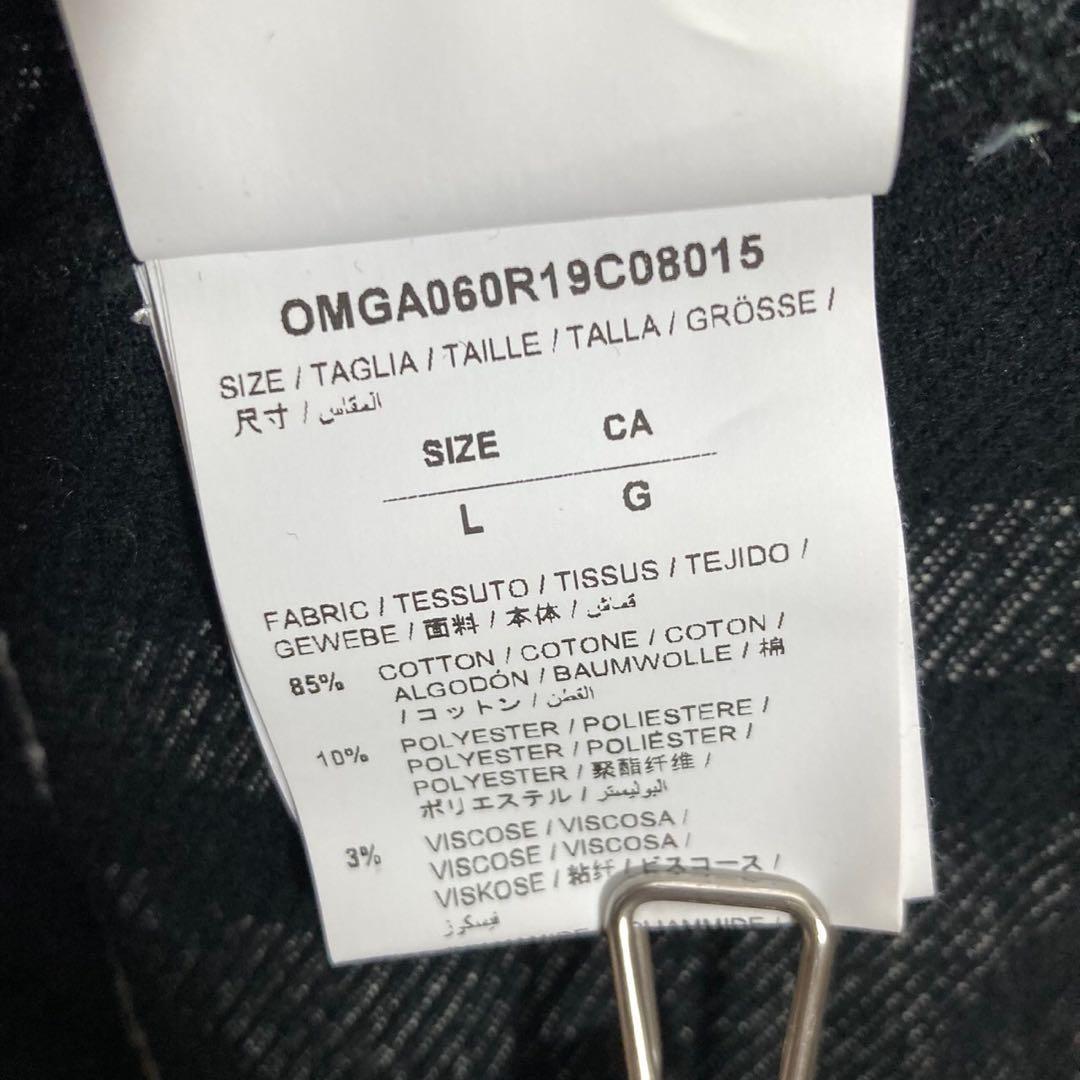 OMGA060R19C08015
SIZE / TAGLIA / TAILLE / TALLA / GRÖSSE /
尺寸 / المقاس
SIZE CA
L G
FABRIC / TESSUTO / TISSUS / TEJIDO /
GEWEBE / 面料 / 本体 / قماش
85% COTTON / COTONE / COTON /
ALGODÓN / BAUMWOLLE / 棉
/ コットン / القطن
10% POLYESTER / POLIESTERE /
POLYESTER / POLIÉSTER /
POLYESTER / 聚酯纤维 /
ポリエステル / البوليستر
3% VISCOSE / VISCOSA /
VISCOSE / VISCOSA /
VISKOSE / 粘纤 / ビスコース /
فيسكوز